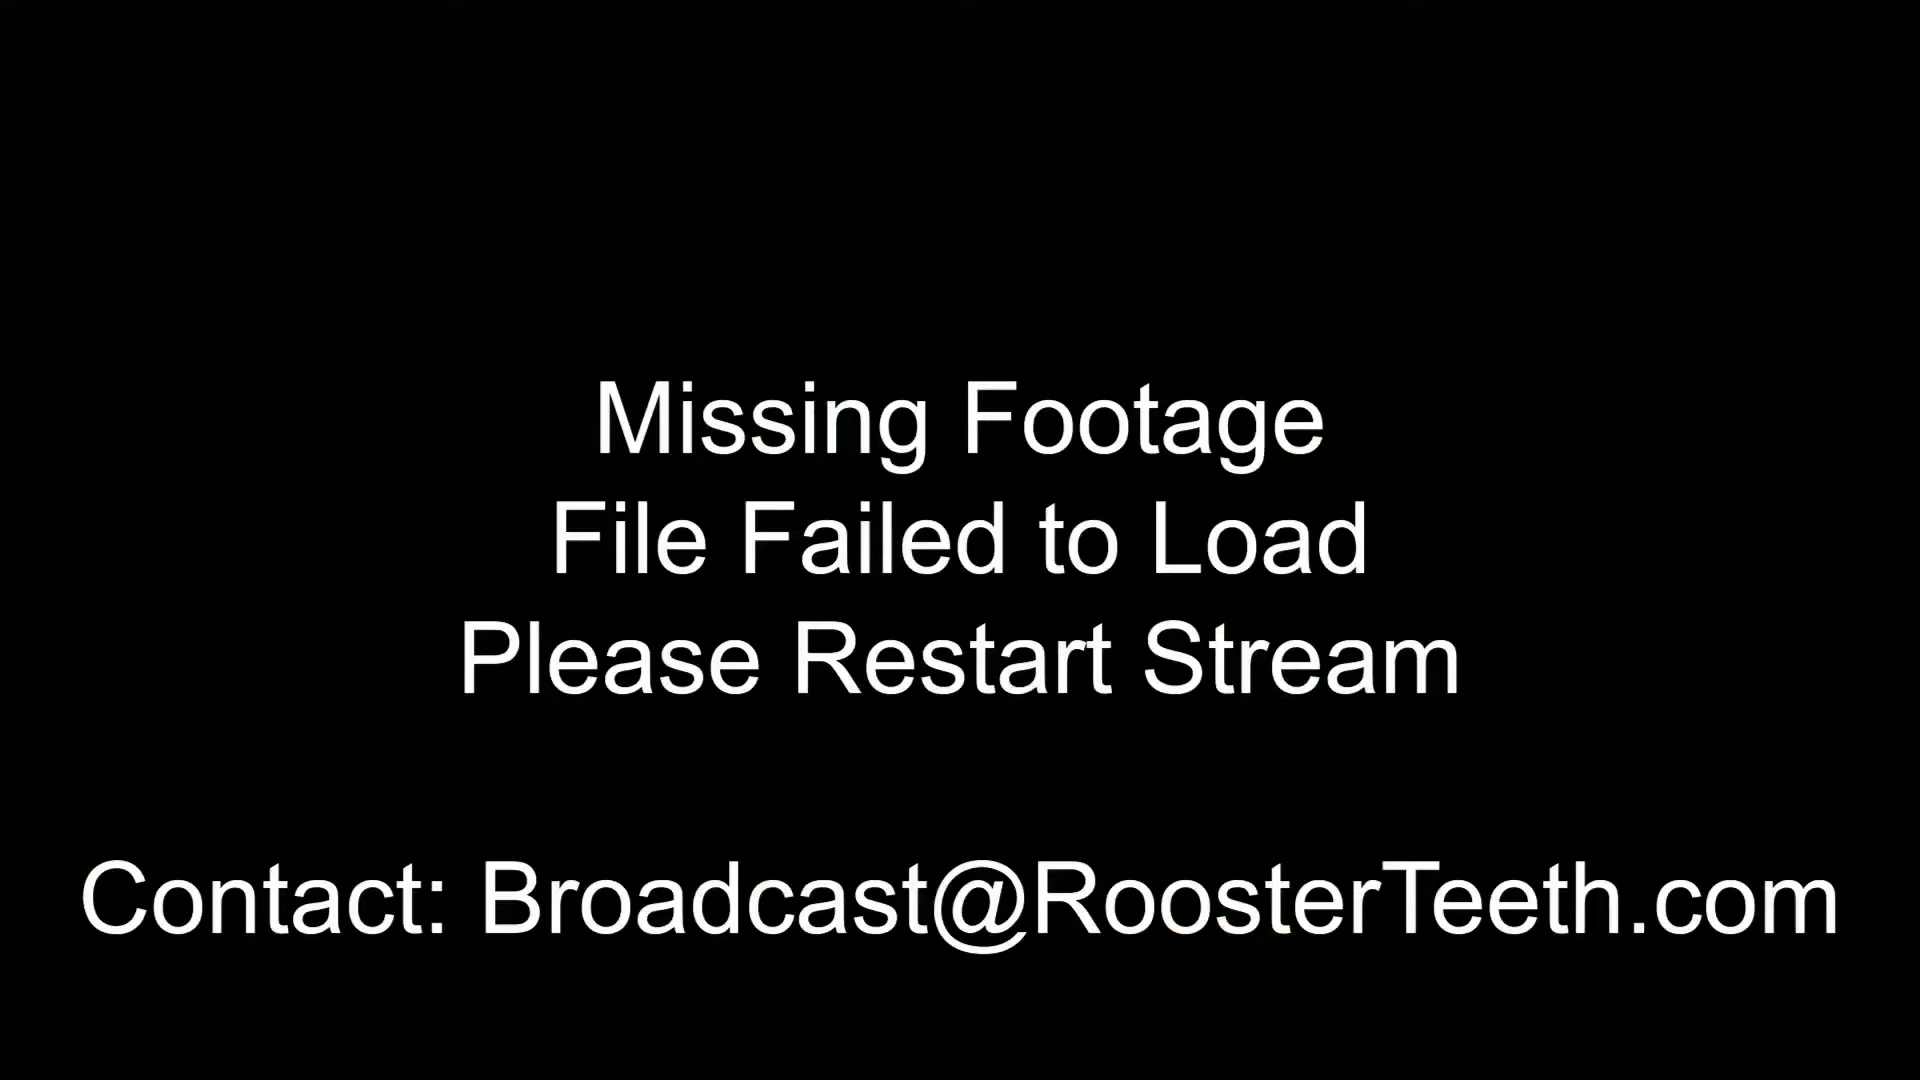 Missing Footage
File Failed to Load
Please Restart Stream
Contact: Broadcast@RoosterTeeth.com